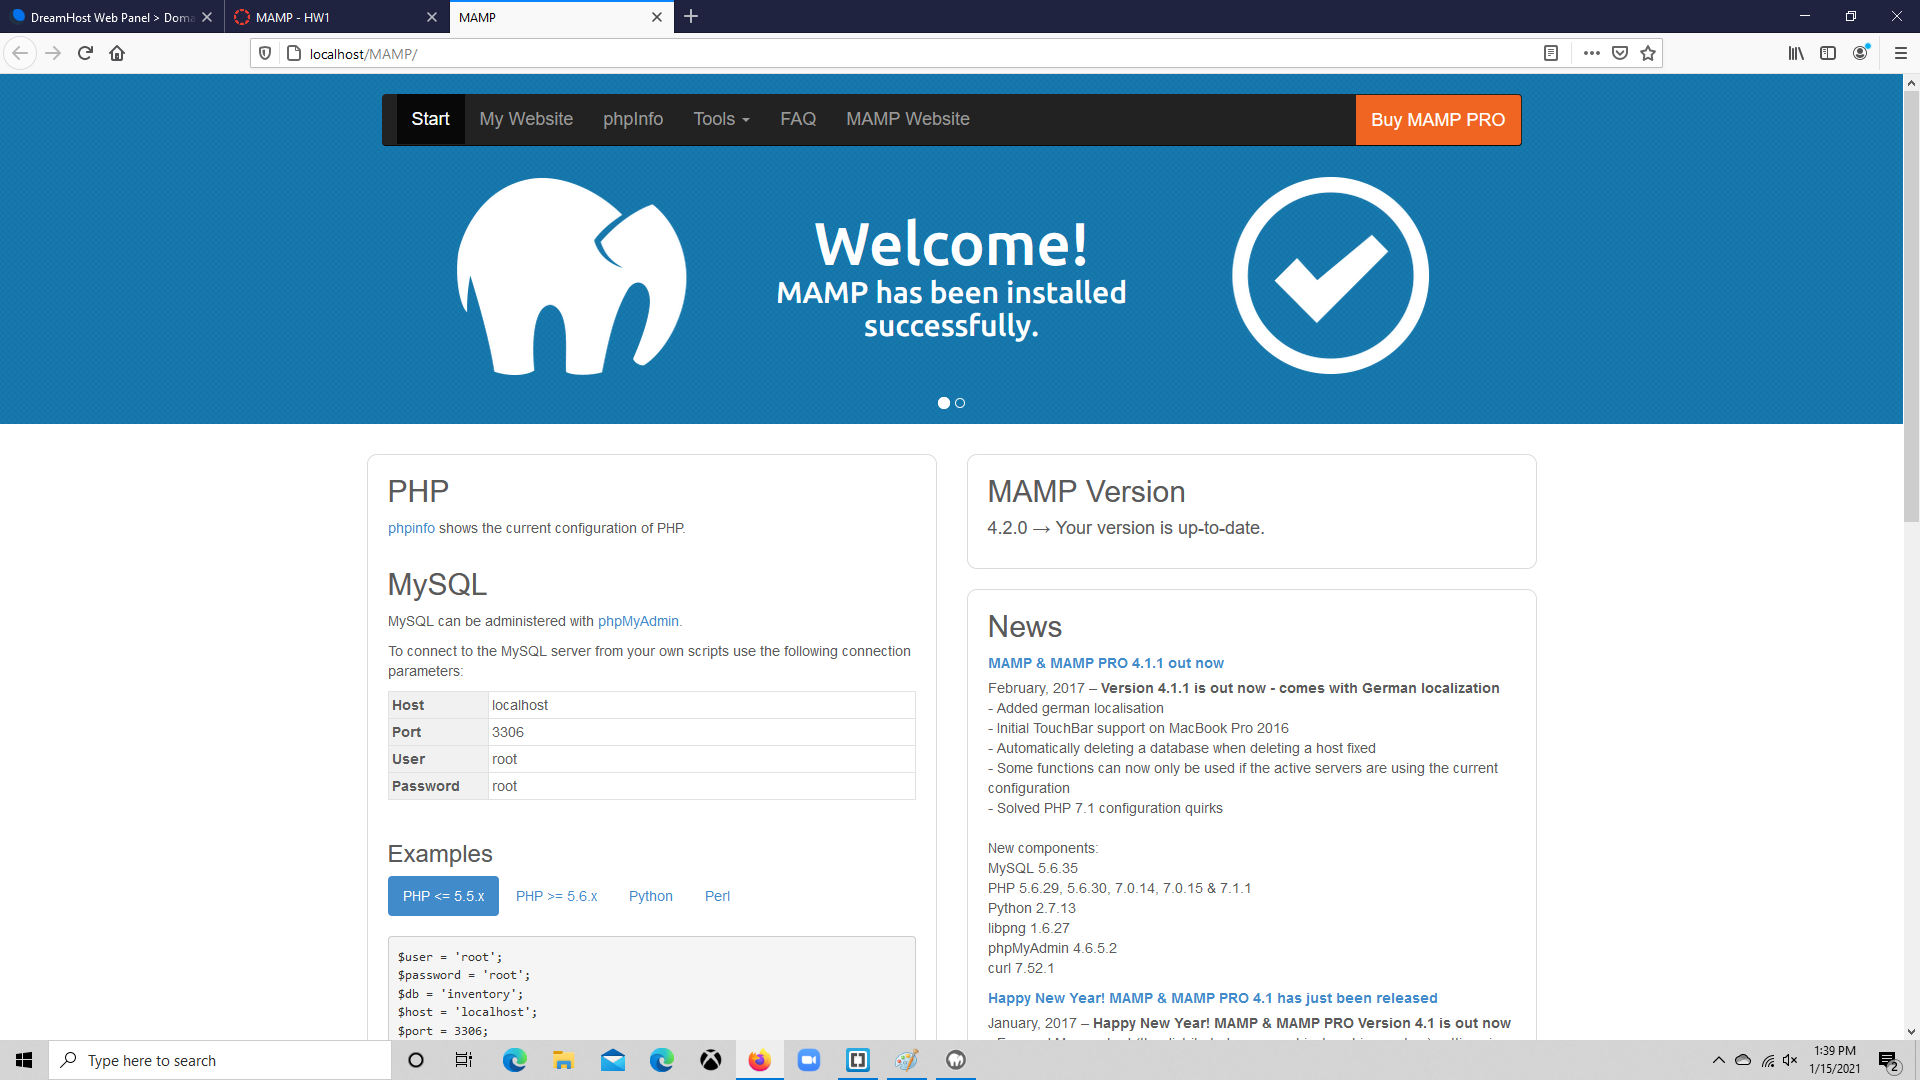 DreamHost Web Panel > Doma
MAMP - HW1
MAMP
localhost/MAMP/
Start
My Website
phpInfo
Tools
FAQ
MAMP Website
Buy MAMP PRO
Welcome!
MAMP has been installed
successfully.
PHP
phpinfo shows the current configuration of PHP.
MySQL
MySQL can be administered with phpMyAdmin.
To connect to the MySQL server from your own scripts use the following connection
parameters:
Host localhost
Port 3306
User root
Password root
Examples
PHP <= 5.5.x
PHP >= 5.6.x
Python
Perl
$user = 'root';
$password = 'root';
$db = 'inventory';
$host = 'localhost';
$port = 3306;
MAMP Version
4.2.0 → Your version is up-to-date.
News
MAMP & MAMP PRO 4.1.1 out now
February, 2017 – Version 4.1.1 is out now - comes with German localization
- Added german localisation
- Initial TouchBar support on MacBook Pro 2016
- Automatically deleting a database when deleting a host fixed
- Some functions can now only be used if the active servers are using the current
configuration
- Solved PHP 7.1 configuration quirks
New components:
MySQL 5.6.35
PHP 5.6.29, 5.6.30, 7.0.14, 7.0.15 & 7.1.1
Python 2.7.13
libpng 1.6.27
phpMyAdmin 4.6.5.2
curl 7.52.1
Happy New Year! MAMP & MAMP PRO 4.1 has just been released
January, 2017 – Happy New Year! MAMP & MAMP PRO Version 4.1 is out now
Type here to search
1:39 PM
1/15/2021
2